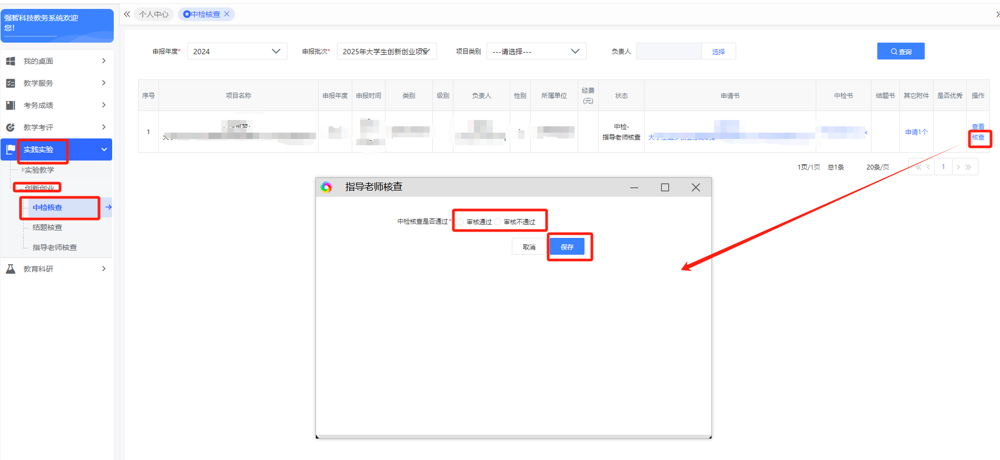 强智科技教务系统欢迎
您!
我的桌面
教学服务
考务成绩
教学考评
实践实验
实验教学
创新创业
中检核查
结题核查
指导老师核查
教育科研
个人中心
中检核查
申报年度* 2024 申报批次* 2025年大学生创新创业项目 项目类别 ---请选择--- 负责人 选择 查询
序号 项目名称 申报年度 申报时间 类别 级别 负责人 性别 所属单位 经费(元) 状态 申请书 中检书 结题书 其它附件 是否优秀 操作
1 中检-指导老师核查 申请1个 查看 核查
1页/1页 总1条 20条/页 1
指导老师核查
中检核查是否通过* 审核通过 审核不通过
取消 保存